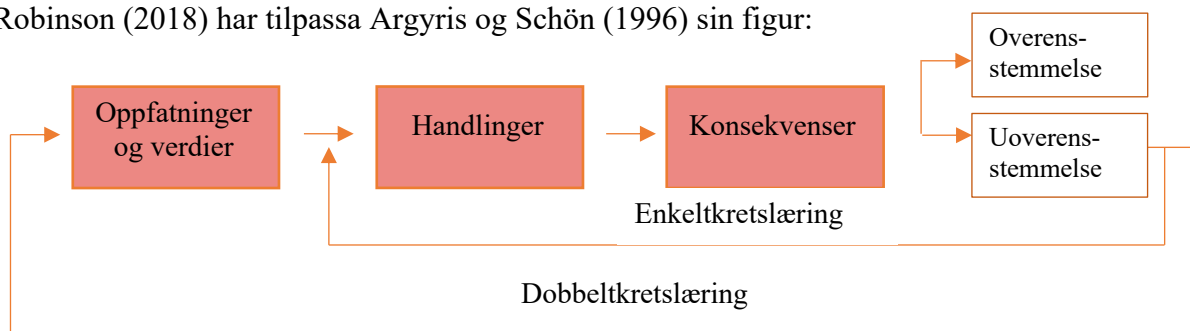 Robinson (2018) har tilpassa Argyris og Schön (1996) sin figur:
Overens-
stemmelse
Oppfatninger
og verdier
Handlinger
Konsekvenser
Uoverens-
stemmelse
Enkeltkretslæring
Dobbeltkretslæring